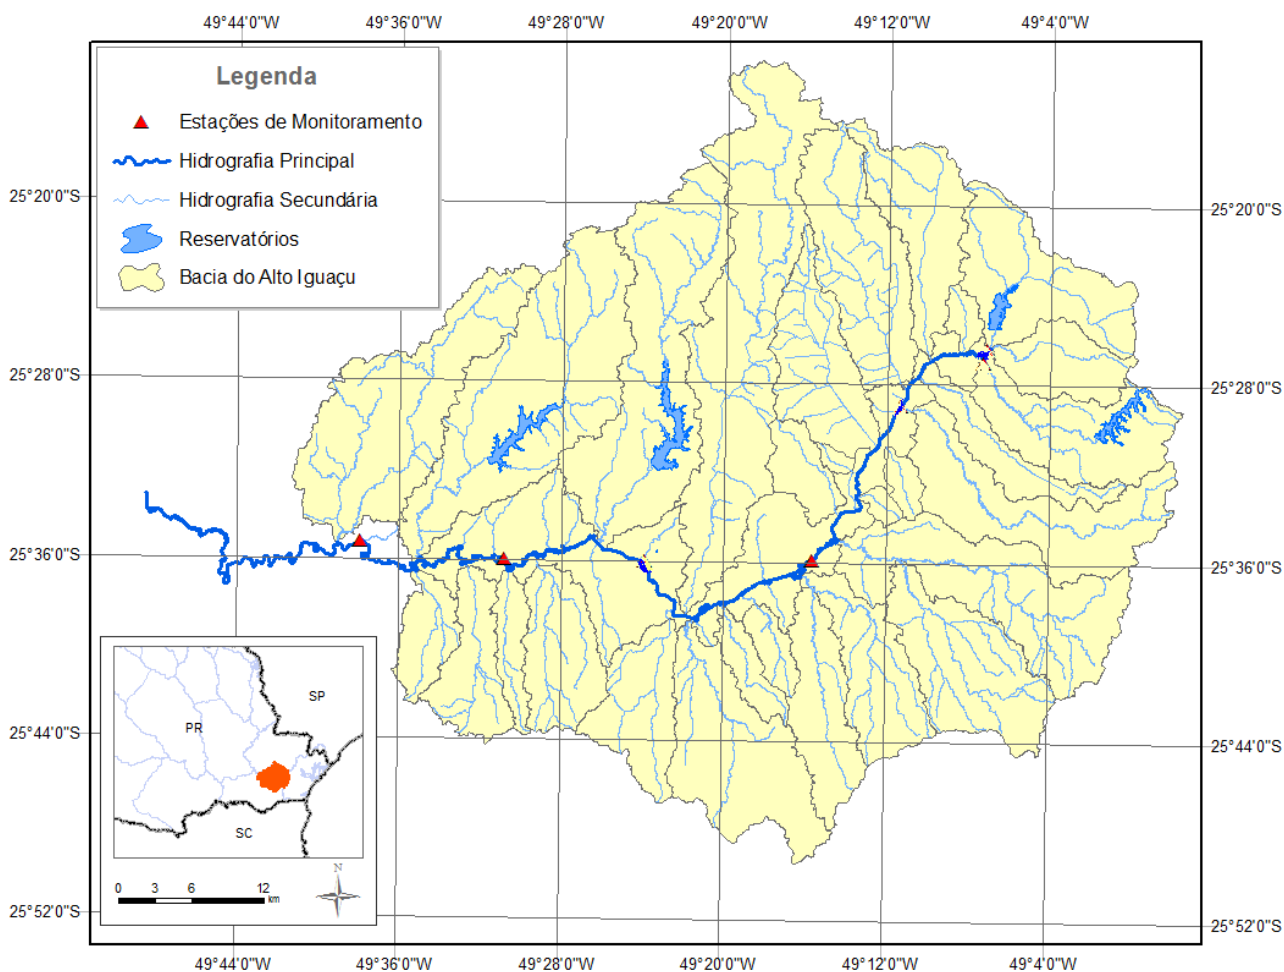 49°44'0"W 49°36'0"W 49°28'0"W 49°20'0"W 49°12'0"W 49°4'0"W
Legenda
Estações de Monitoramento
Hidrografia Principal
Hidrografia Secundária
Reservatórios
Bacia do Alto Iguaçu
25°20'0"S 25°20'0"S
25°28'0"S 25°28'0"S
25°36'0"S 25°36'0"S
25°44'0"S 25°44'0"S
25°52'0"S 25°52'0"S
SP
PR
SC
N
0 3 6 12
km
49°44'0"W 49°36'0"W 49°28'0"W 49°20'0"W 49°12'0"W 49°4'0"W